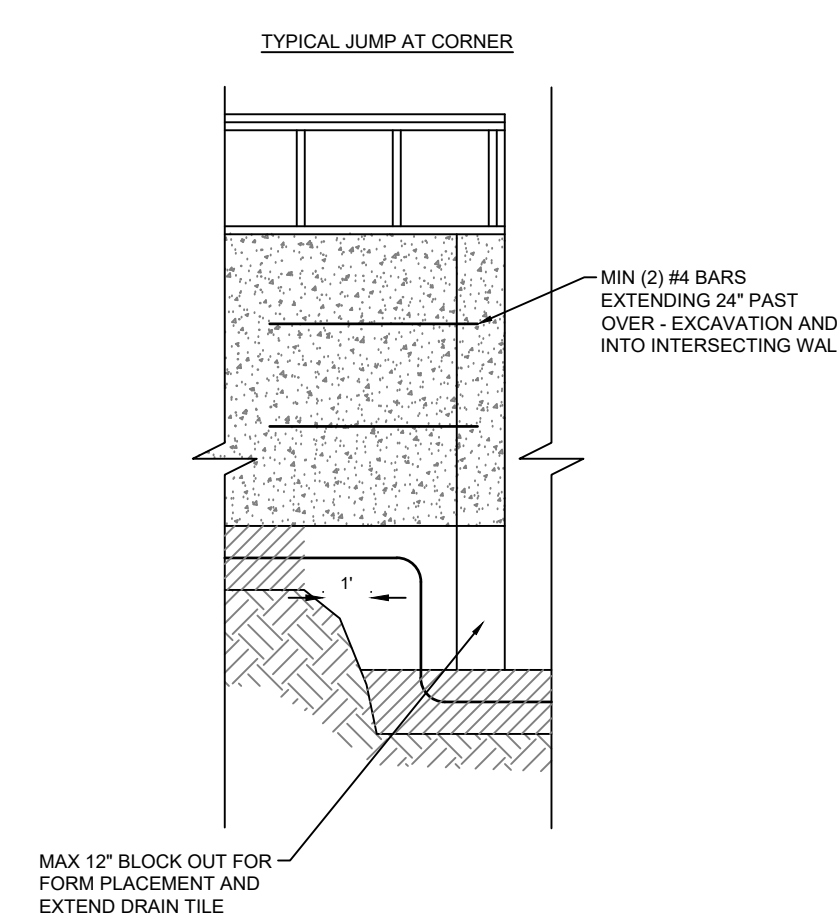 TYPICAL JUMP AT CORNER
MIN (2) #4 BARS
EXTENDING 24" PAST
OVER - EXCAVATION AND
INTO INTERSECTING WAL
1'
MAX 12" BLOCK OUT FOR
FORM PLACEMENT AND
EXTEND DRAIN TILE